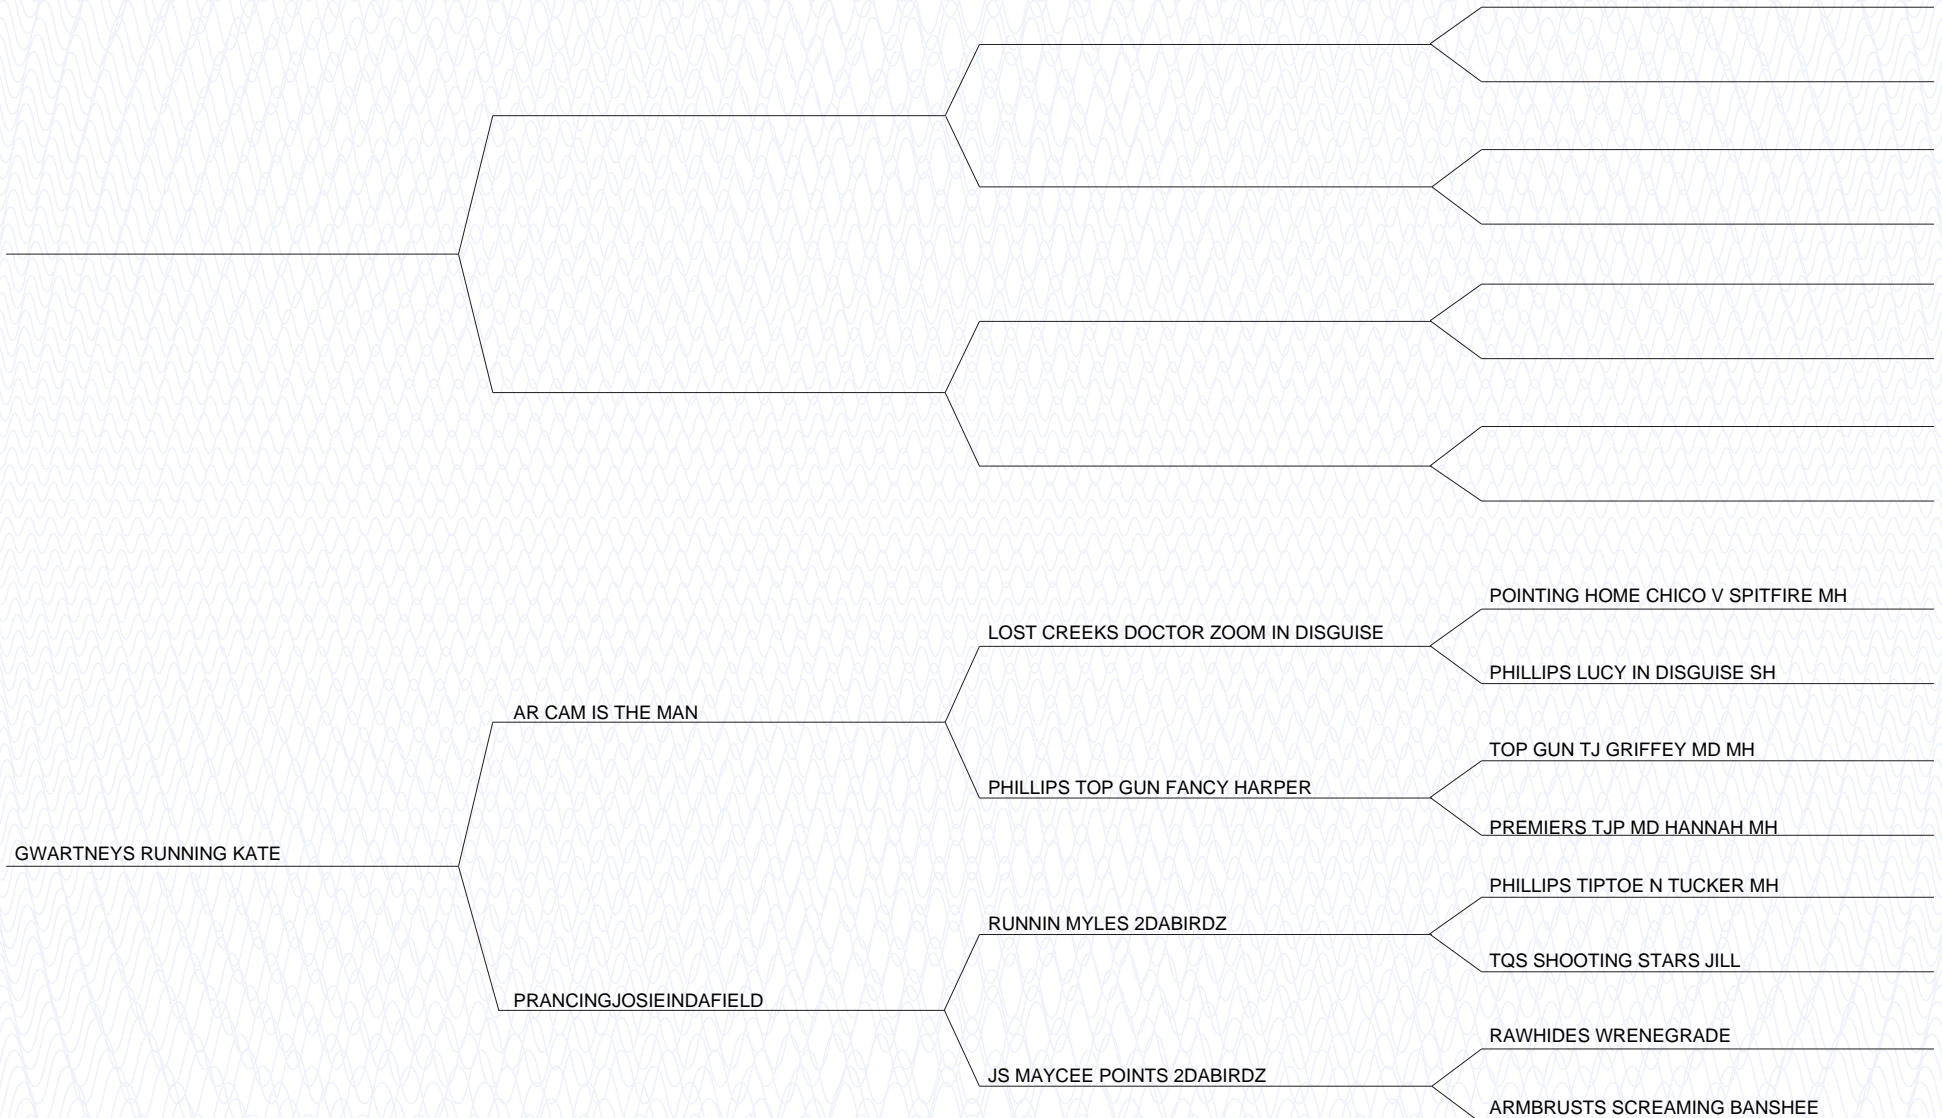 POINTING HOME CHICO V SPITFIRE MH
LOST CREEKS DOCTOR ZOOM IN DISGUISE
PHILLIPS LUCY IN DISGUISE SH
AR CAM IS THE MAN
TOP GUN TJ GRIFFEY MD MH
PHILLIPS TOP GUN FANCY HARPER
PREMIERS TJP MD HANNAH MH
GWARTNEYS RUNNING KATE
PHILLIPS TIPTOE N TUCKER MH
RUNNIN MYLES 2DABIRDZ
TQS SHOOTING STARS JILL
PRANCINGJOSIEINDAFIELD
RAWHIDES WRENEGRADE
JS MAYCEE POINTS 2DABIRDZ
ARMBRUSTS SCREAMING BANSHEE